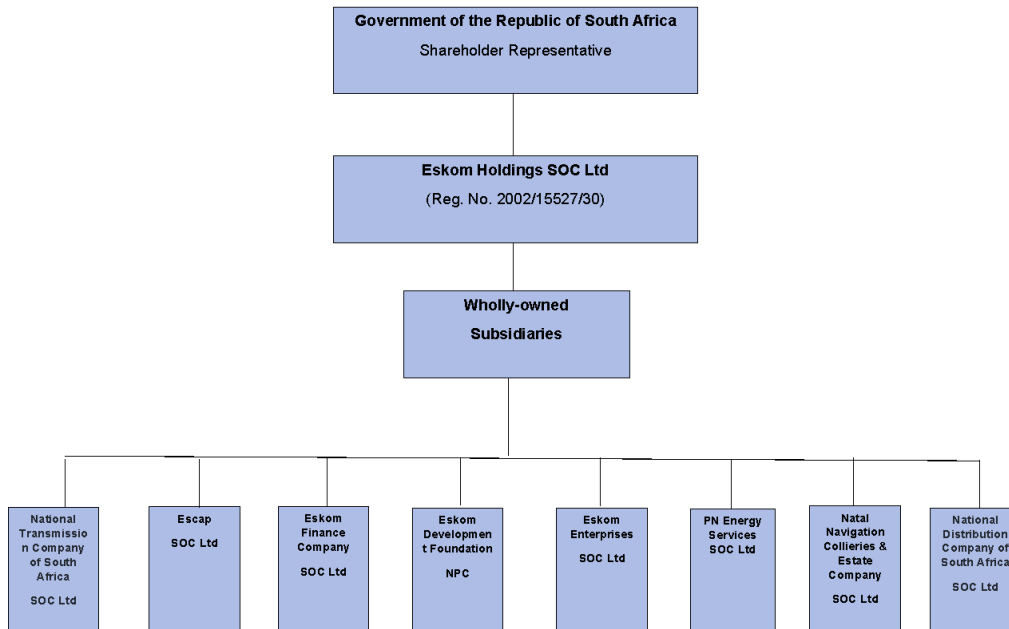 Government of the Republic of South Africa
Shareholder Representative
Eskom Holdings SOC Ltd
(Reg. No. 2002/15527/30)
Wholly-owned
Subsidiaries
National
Transmissio
n Company
of South
Africa
SOC Ltd
Escap
SOC Ltd
Eskom
Finance
Company
SOC Ltd
Eskom
Developmen
t Foundation
NPC
Eskom
Enterprises
SOC Ltd
PN Energy
Services
SOC Ltd
Natal
Navigation
Collieries &
Estate
Company
SOC Ltd
National
Distribution
Company of
South Africa
SOC Ltd